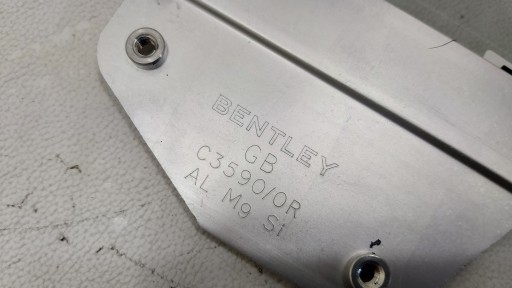 BENTLEY
GB
C3590/0R
AL M9 Si